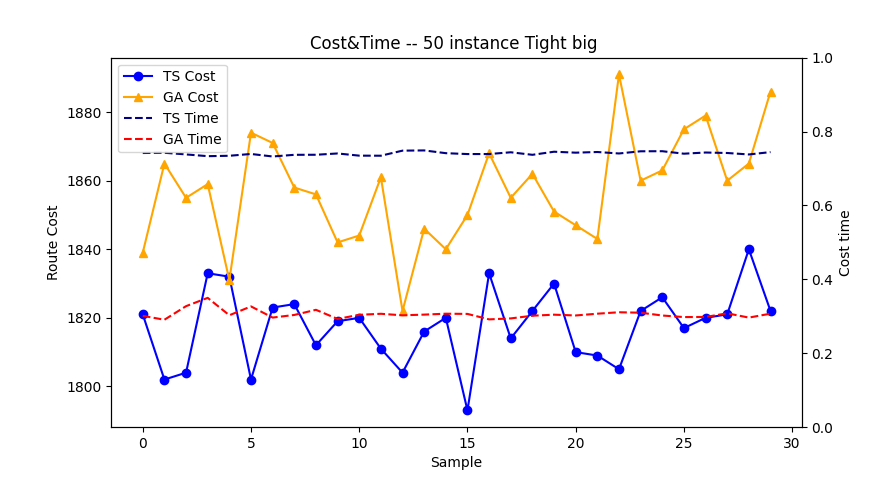 Cost&Time -- 50 instance Tight big
TS Cost
GA Cost
TS Time
GA Time
Route Cost
1880
1860
1840
1820
1800
1.0
0.8
0.6
0.4
0.2
0.0
Cost time
0 5 10 15 20 25 30
Sample